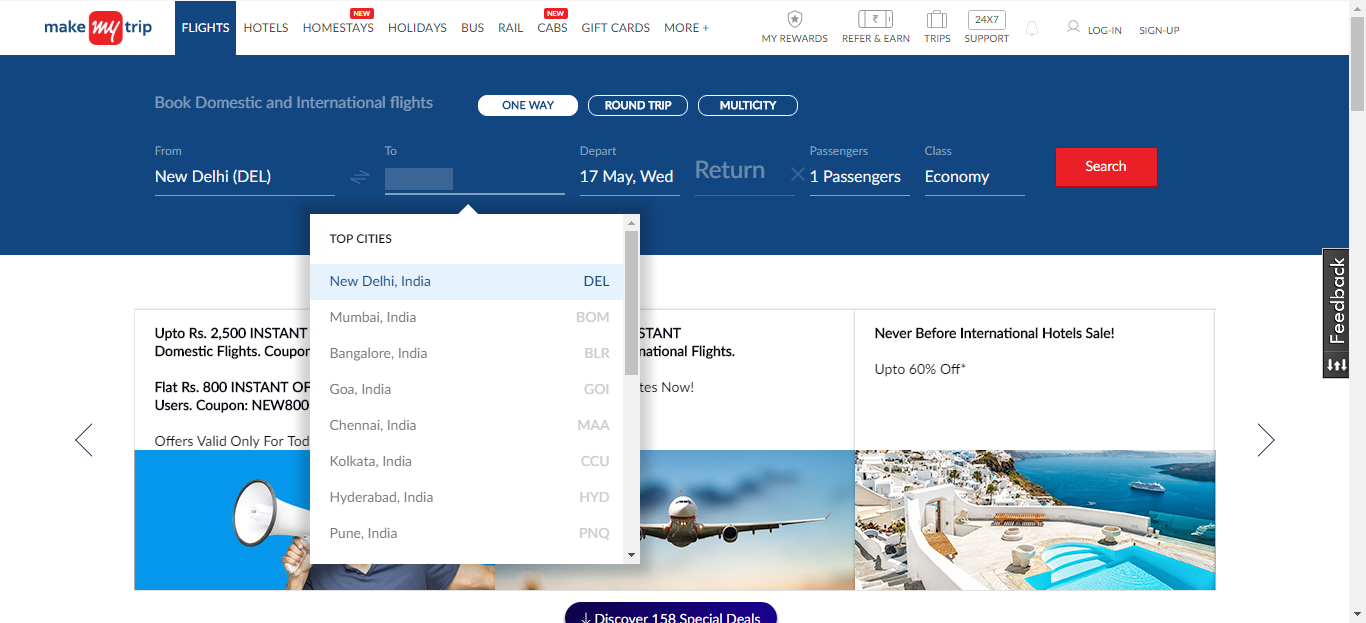 make my trip
FLIGHTS
HOTELS
NEW
HOMESTAYS
HOLIDAYS
BUS
RAIL
NEW
CABS
GIFT CARDS
MORE +
MY REWARDS
REFER & EARN
TRIPS
24X7
SUPPORT
LOG-IN
SIGN-UP
Book Domestic and International flights
ONE WAY
ROUND TRIP
MULTICITY
From
New Delhi (DEL)
To
Depart
17 May, Wed
Return
Passengers
1 Passengers
Class
Economy
Search
TOP CITIES
New Delhi, India DEL
Mumbai, India BOM
Bangalore, India BLR
Goa, India GOI
Chennai, India MAA
Kolkata, India CCU
Hyderabad, India HYD
Pune, India PNQ
Upto Rs. 2,500 INSTANT
Domestic Flights. Coupon
Flat Rs. 800 INSTANT OF
Users. Coupon: NEW800
Offers Valid Only For Tod
STANT
national Flights.
tes Now!
Never Before International Hotels Sale!
Upto 60% Off*
Feedback
Discover 158 Special Deals